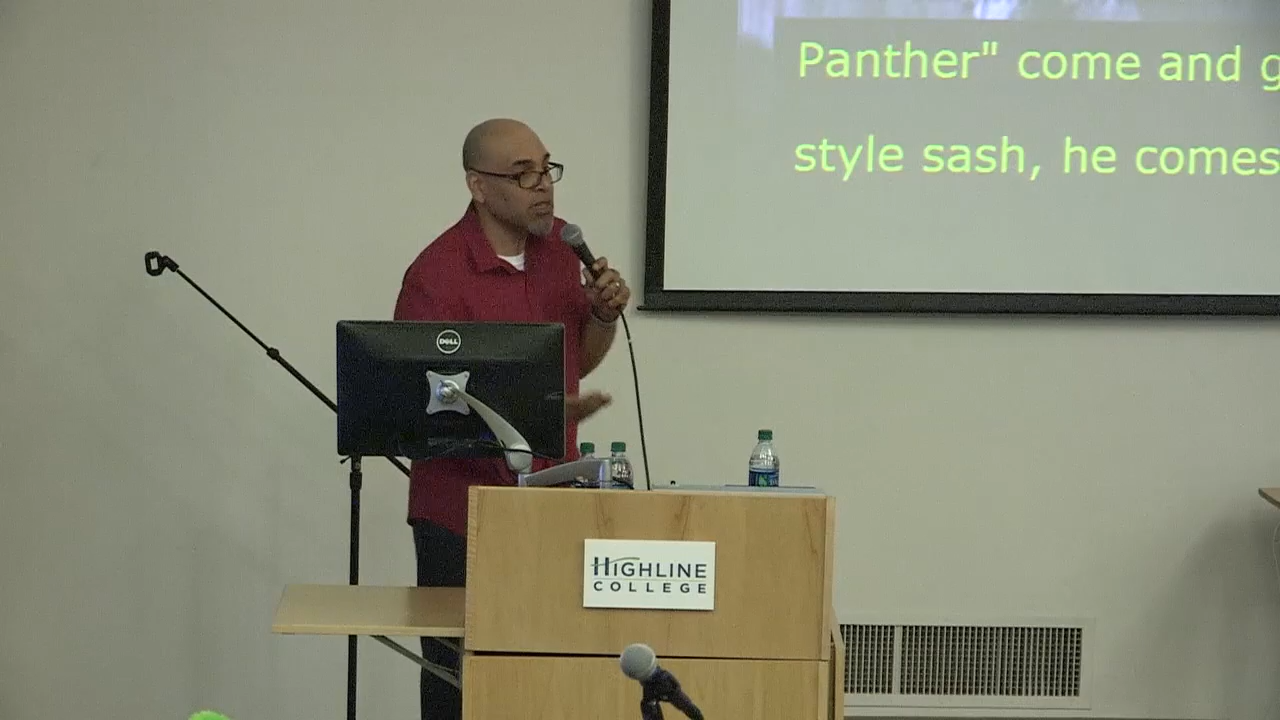 Panther" come and g
style sash, he comes
DELL
HIGHLINE
COLLEGE